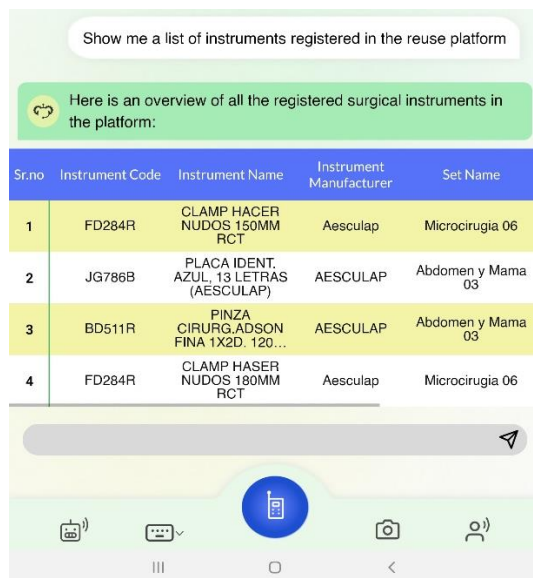 Show me a list of instruments registered in the reuse platform
Here is an overview of all the registered surgical instruments in
the platform:
Sr.no Instrument Code Instrument Name Instrument Manufacturer Set Name
1 FD284R CLAMP HACER NUDOS 150MM RCT Aesculap Microcirugia 06
2 JG786B PLACA IDENT, AZUL, 13 LETRAS (AESCULAP) AESCULAP Abdomen y Mama 03
3 BD511R PINZA CIRURG,ADSON FINA 1X2D. 120... AESCULAP Abdomen y Mama 03
4 FD284R CLAMP HASER NUDOS 180MM RCT Aesculap Microcirugia 06